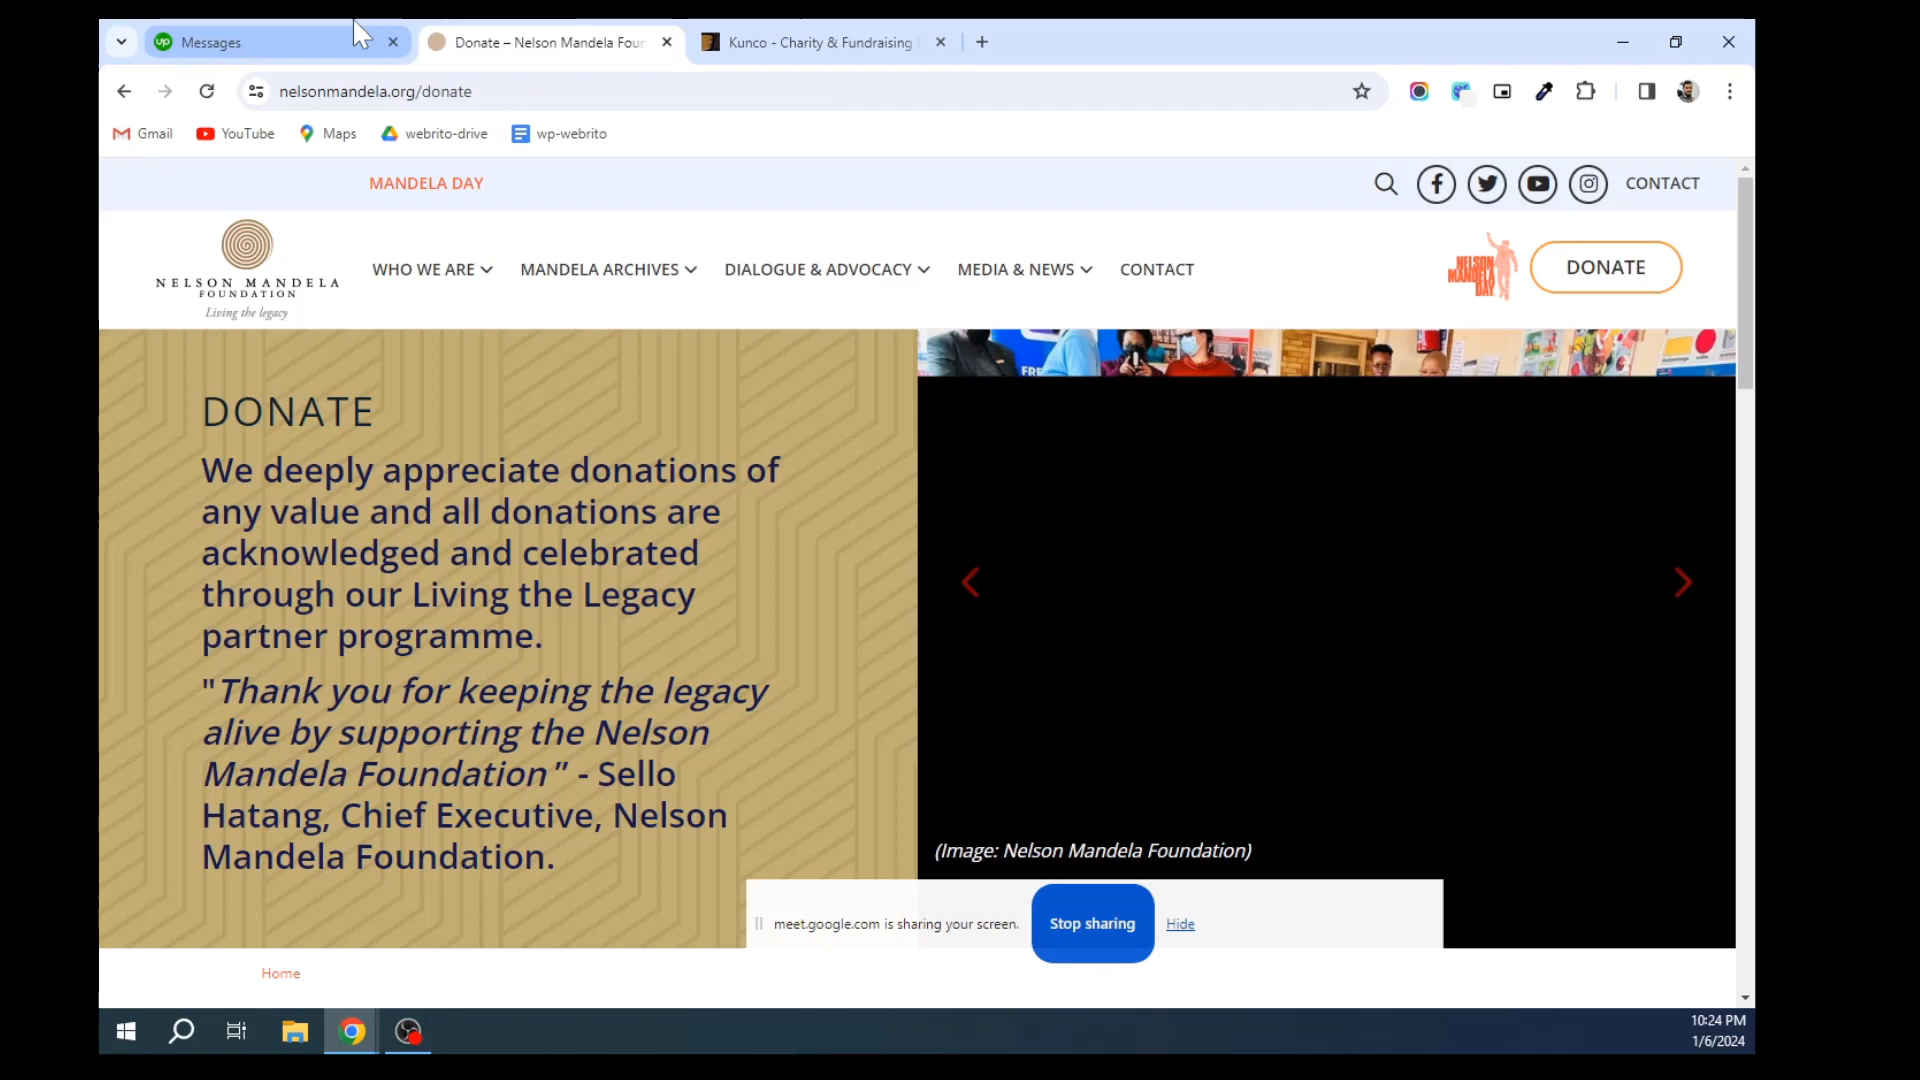 up Messages
Donate – Nelson Mandela Foun
Kunco - Charity & Fundraising
nelsonmandela.org/donate
Gmail YouTube Maps webrito-drive wp-webrito
MANDELA DAY
CONTACT
NELSON MANDELA
FOUNDATION
Living the legacy
WHO WE ARE MANDELA ARCHIVES DIALOGUE & ADVOCACY MEDIA & NEWS CONTACT
NELSON
MANDELA
DAY
DONATE
DONATE
We deeply appreciate donations of
any value and all donations are
acknowledged and celebrated
through our Living the Legacy
partner programme.
"Thank you for keeping the legacy
alive by supporting the Nelson
Mandela Foundation" - Sello
Hatang, Chief Executive, Nelson
Mandela Foundation.
FRE
(Image: Nelson Mandela Foundation)
meet.google.com is sharing your screen. Stop sharing Hide
Home
10:24 PM
1/6/2024